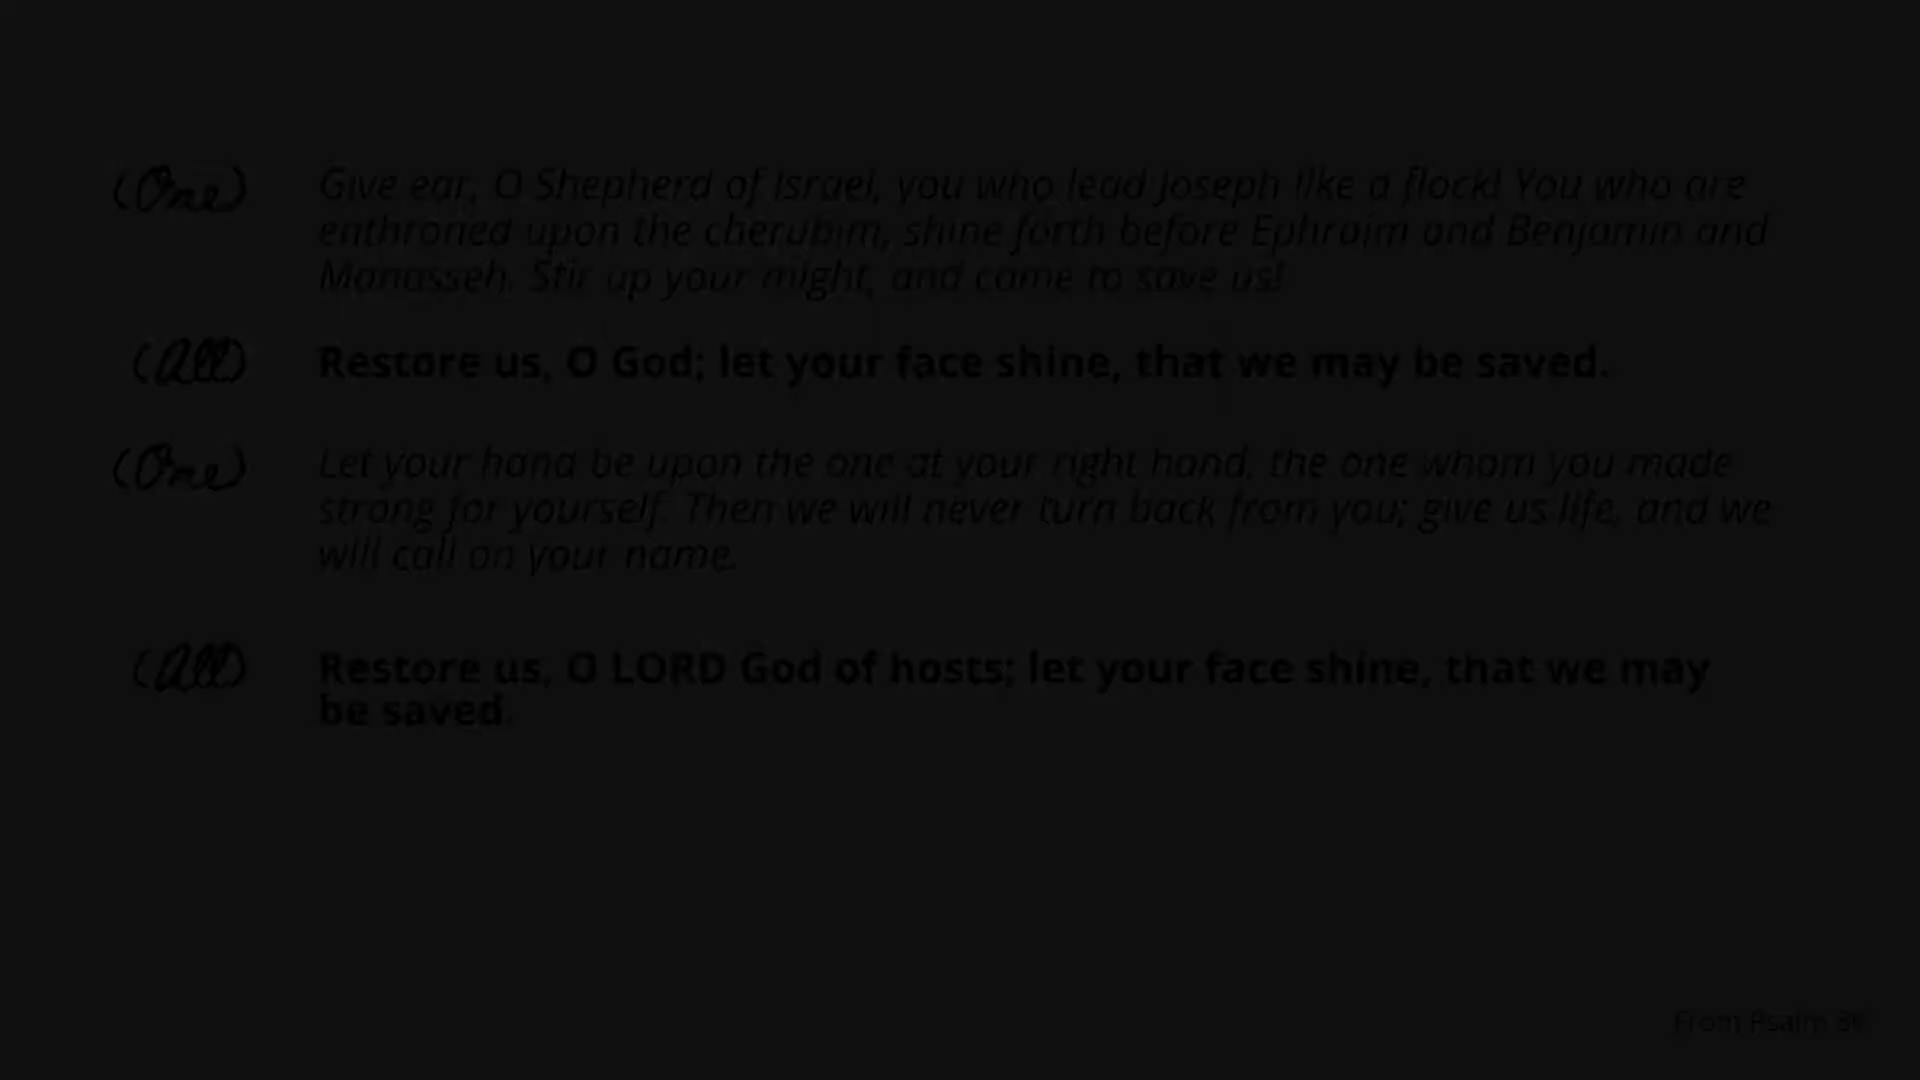 (One) Give ear, O Shepherd of Israel, you who lead Joseph like a flock! You who are
enthroned upon the cherubim, shine forth before Ephraim and Benjamin and
Manasseh. Stir up your might, and come to save us!
(All) Restore us, O God; let your face shine, that we may be saved.
(One) Let your hand be upon the one at your right hand, the one whom you made
strong for yourself. Then we will never turn back from you; give us life, and we
will call on your name.
(All) Restore us, O LORD God of hosts; let your face shine, that we may
be saved.
From Psalm 80